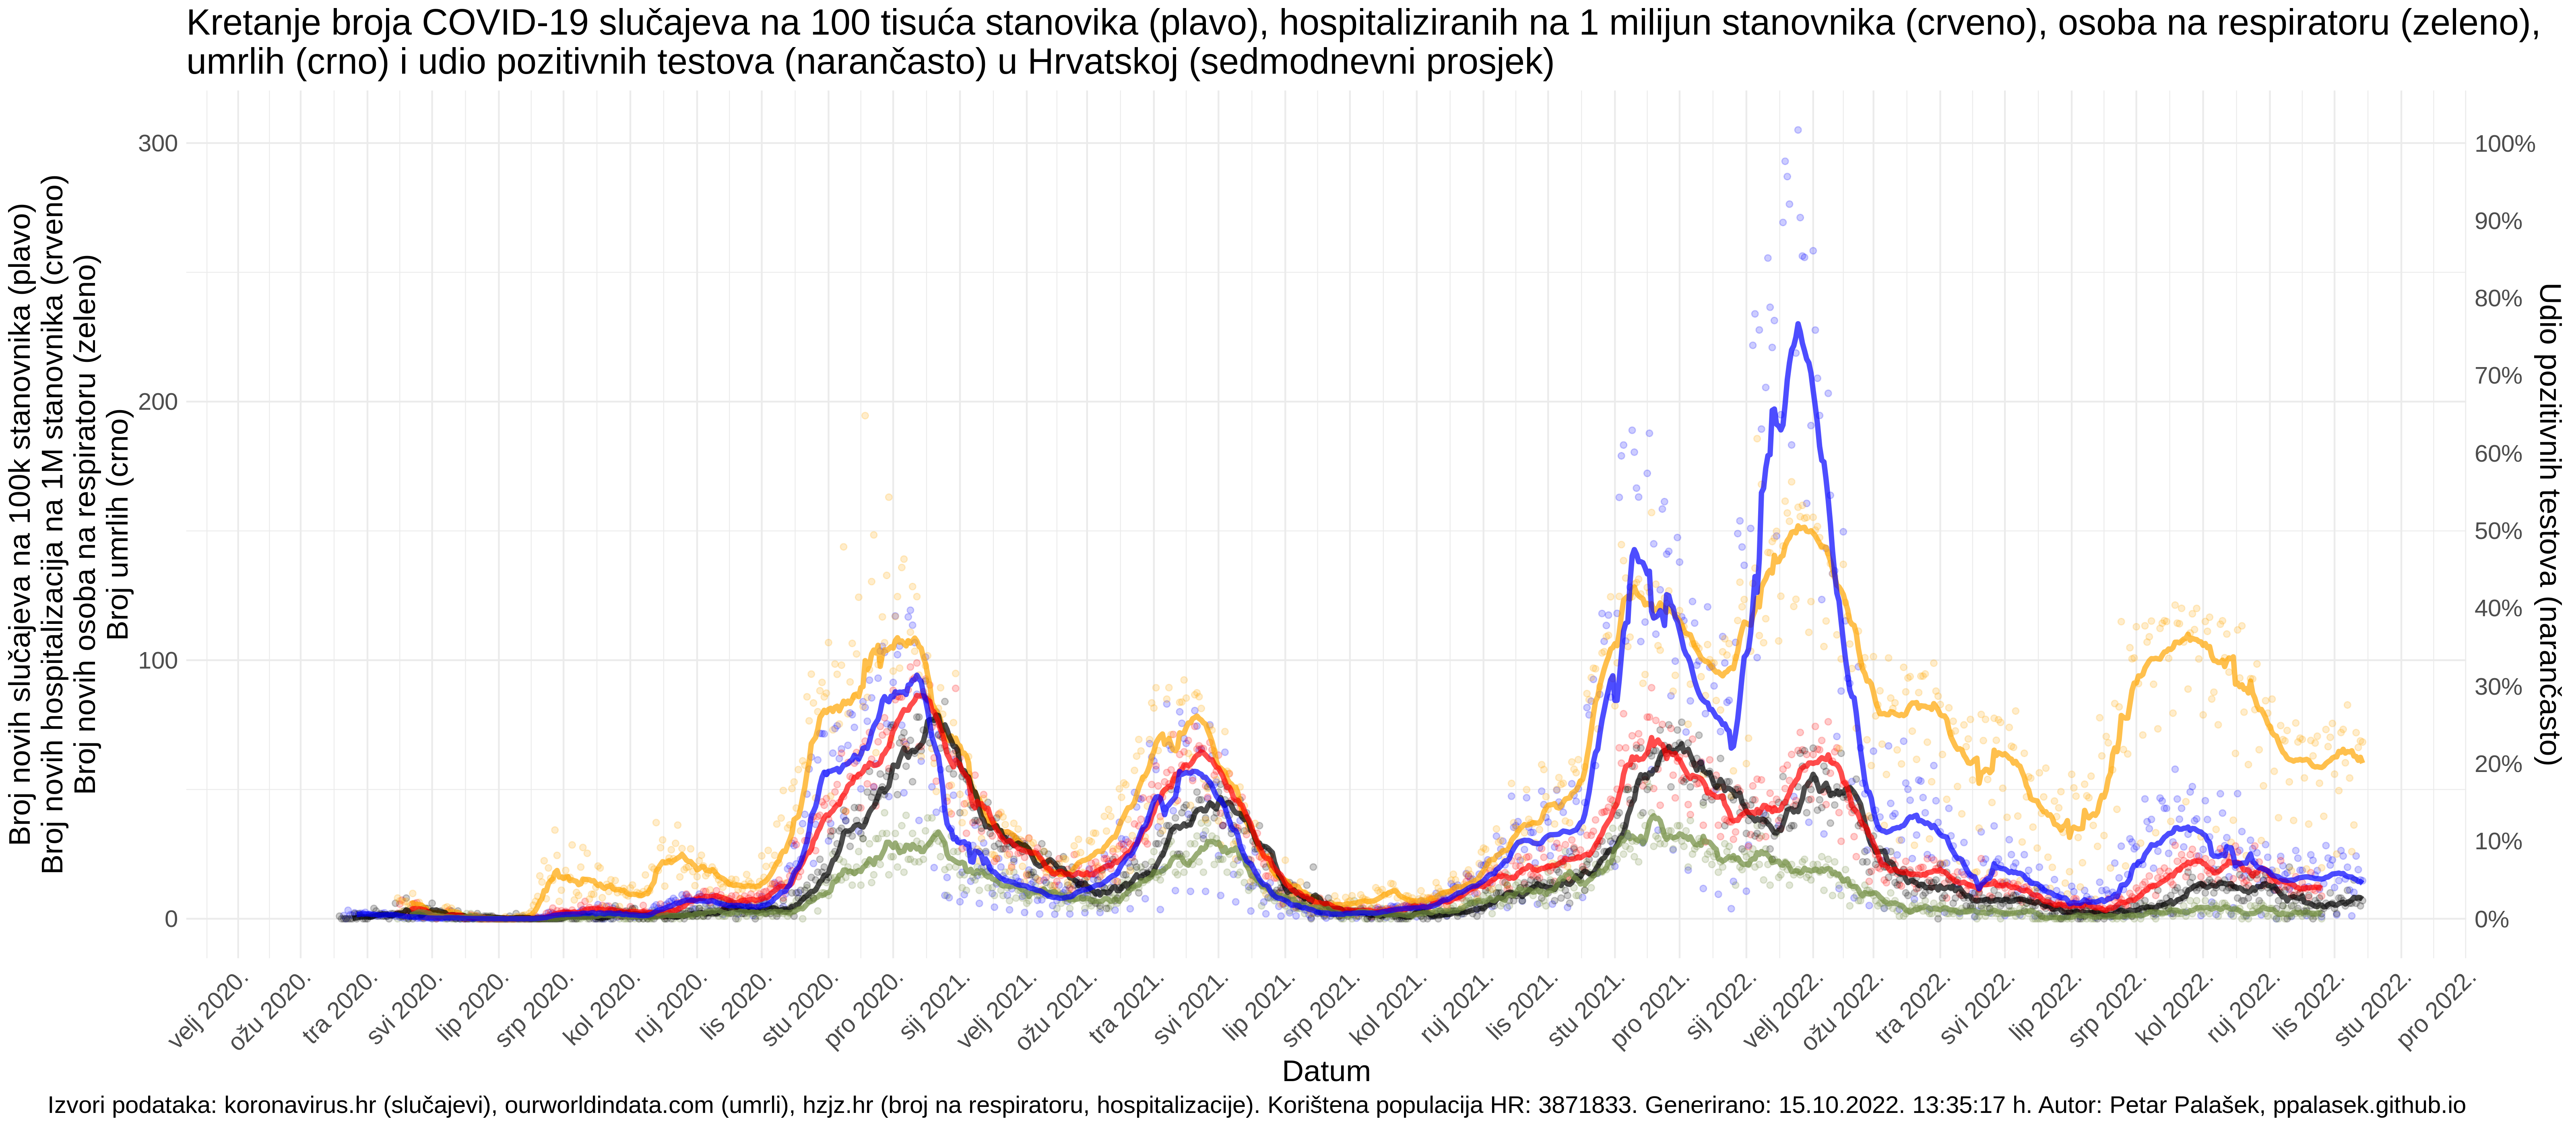 Kretanje broja COVID-19 slučajeva na 100 tisuća stanovika (plavo), hospitaliziranih na 1 milijun stanovnika (crveno), osoba na respiratoru (zeleno),
umrlih (crno) i udio pozitivnih testova (narančasto) u Hrvatskoj (sedmodnevni prosjek)
Broj novih slučajeva na 100k stanovnika (plavo)
Broj novih hospitalizacija na 1M stanovnika (crveno)
Broj novih osoba na respiratoru (zeleno)
Broj umrlih (crno)
300
200
100
0
100%
90%
80%
70%
60%
50%
40%
30%
20%
10%
0%
Udio pozitivnih testova (narančasto)
velj 2020.
ožu 2020.
tra 2020.
svi 2020.
lip 2020.
srp 2020.
kol 2020.
ruj 2020.
lis 2020.
stu 2020.
pro 2020.
sij 2021.
velj 2021.
ožu 2021.
tra 2021.
svi 2021.
lip 2021.
srp 2021.
kol 2021.
ruj 2021.
lis 2021.
stu 2021.
pro 2021.
sij 2022.
velj 2022.
ožu 2022.
tra 2022.
svi 2022.
lip 2022.
srp 2022.
kol 2022.
ruj 2022.
lis 2022.
stu 2022.
pro 2022.
Datum
Izvori podataka: koronavirus.hr (slučajevi), ourworldindata.com (umrli), hzjz.hr (broj na respiratoru, hospitalizacije). Korištena populacija HR: 3871833. Generirano: 15.10.2022. 13:35:17 h. Autor: Petar Palašek, ppalasek.github.io